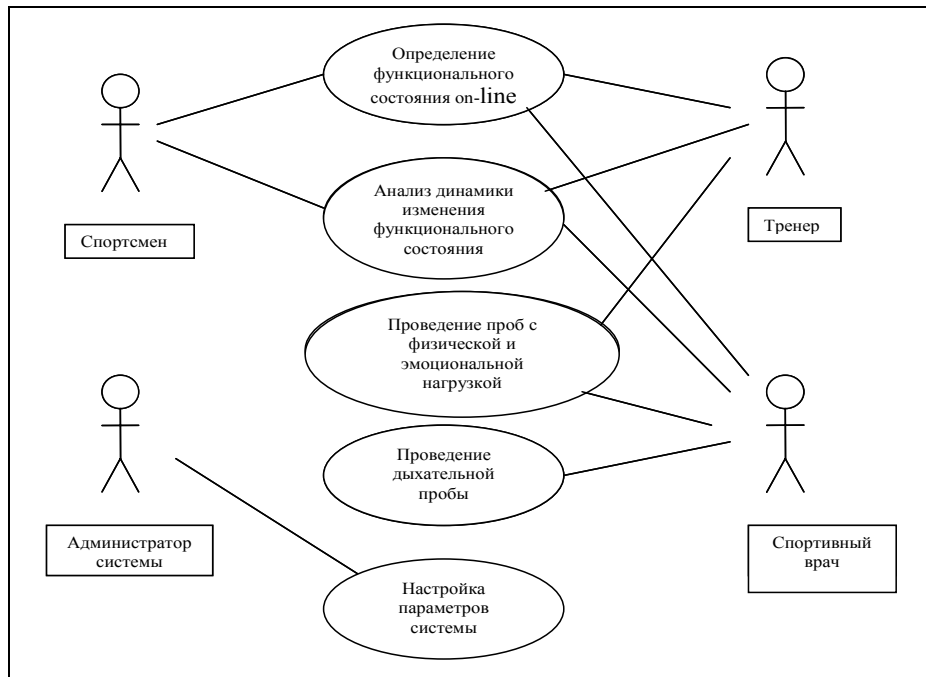 Определение
функционального
состояния on-line
Анализ динамики
изменения
функционального
состояния
Спортсмен
Тренер
Проведение проб с
физической и
эмоциональной
нагрузкой
Проведение
дыхательной
пробы
Администратор
системы
Спортивный
врач
Настройка
параметров
системы